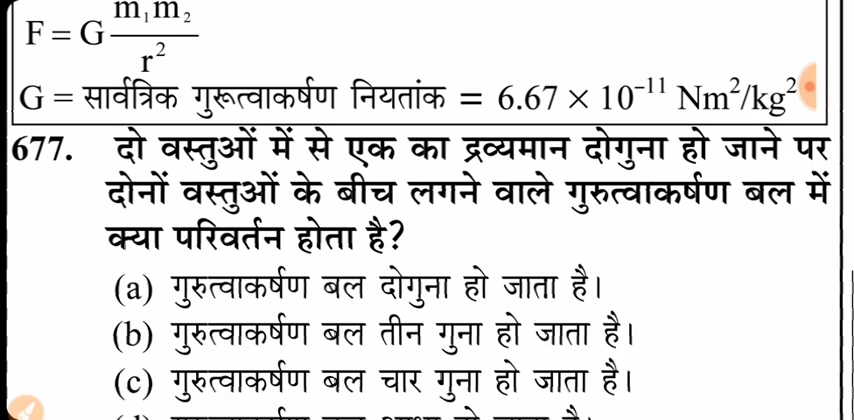 F = G m₁m₂ / r²
G = सार्वत्रिक गुरूत्वाकर्षण नियतांक = 6.67 × 10⁻¹¹ Nm²/kg²
677. दो वस्तुओं में से एक का द्रव्यमान दोगुना हो जाने पर
दोनों वस्तुओं के बीच लगने वाले गुरुत्वाकर्षण बल में
क्या परिवर्तन होता है?
(a) गुरुत्वाकर्षण बल दोगुना हो जाता है।
(b) गुरुत्वाकर्षण बल तीन गुना हो जाता है।
(c) गुरुत्वाकर्षण बल चार गुना हो जाता है।